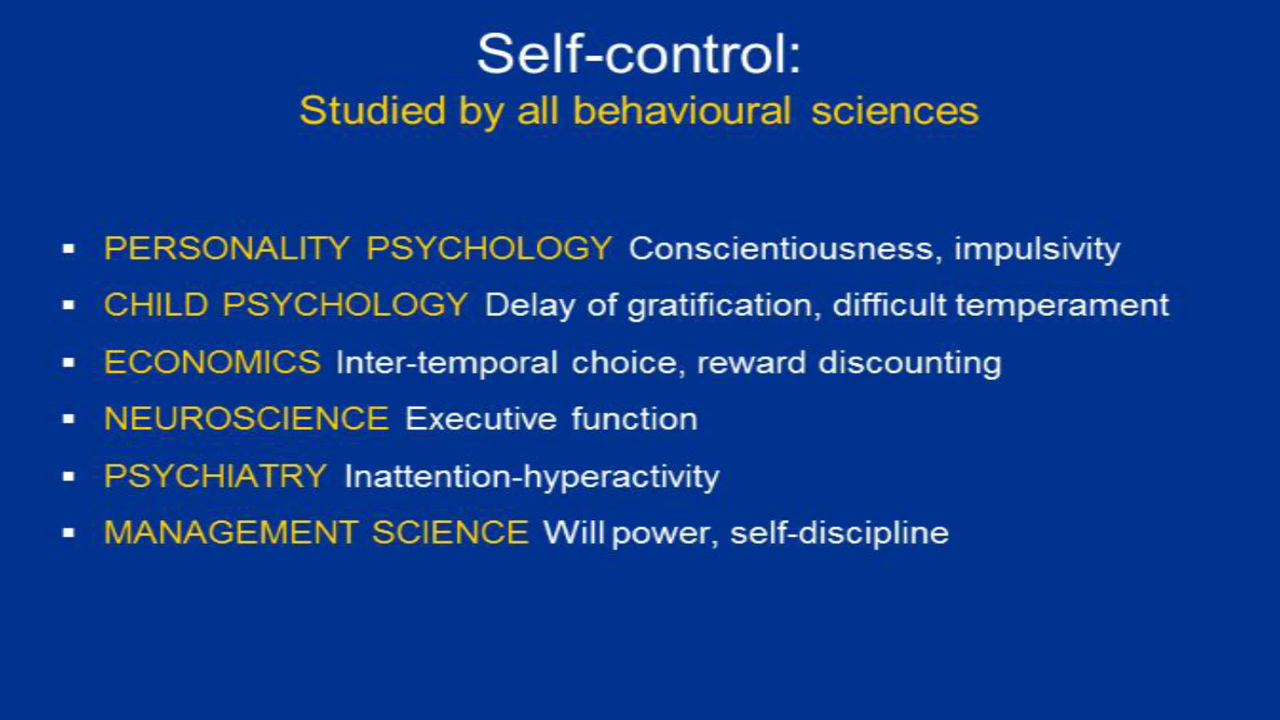 Self-control:
Studied by all behavioural sciences
▪ PERSONALITY PSYCHOLOGY Conscientiousness, impulsivity
▪ CHILD PSYCHOLOGY Delay of gratification, difficult temperament
▪ ECONOMICS Inter-temporal choice, reward discounting
▪ NEUROSCIENCE Executive function
▪ PSYCHIATRY Inattention-hyperactivity
▪ MANAGEMENT SCIENCE Will power, self-discipline